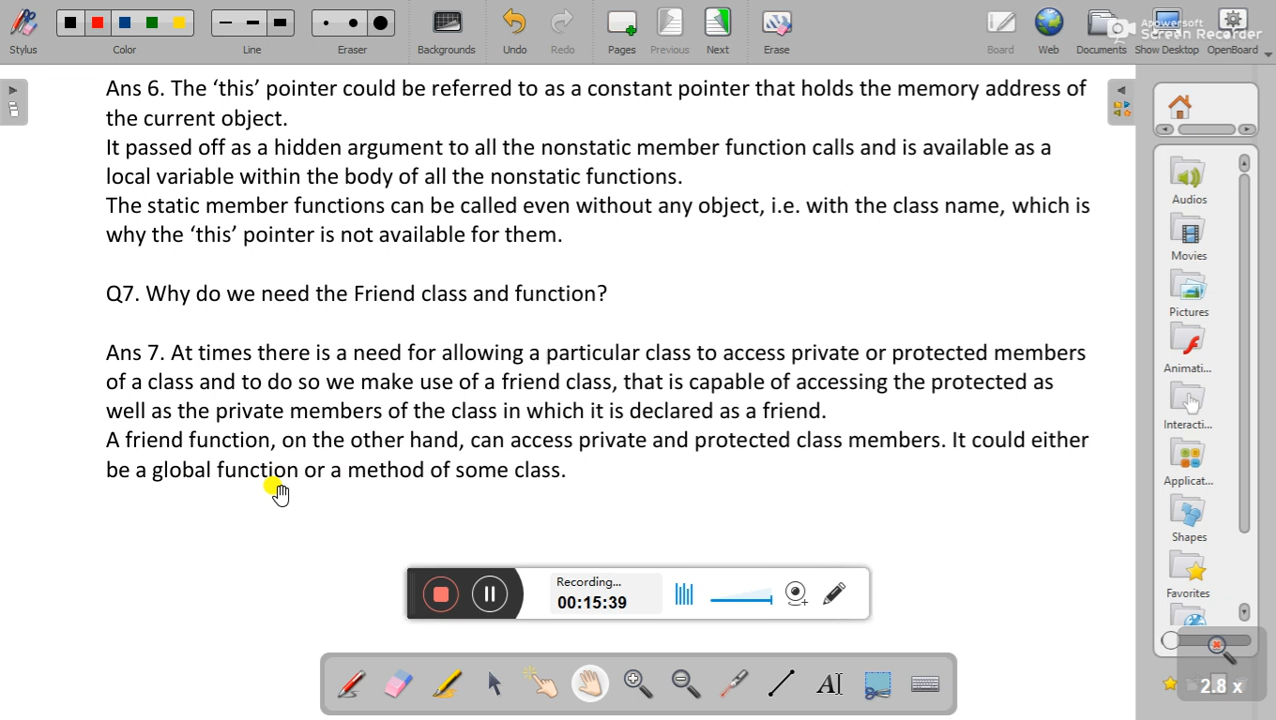 Stylus Color Line Eraser Backgrounds Undo Redo Pages Previous Next Erase Board Web Documents Show Desktop OpenBoard
Apowersoft
Screen Recorder
Ans 6. The ‘this’ pointer could be referred to as a constant pointer that holds the memory address of
the current object.
It passed off as a hidden argument to all the nonstatic member function calls and is available as a
local variable within the body of all the nonstatic functions.
The static member functions can be called even without any object, i.e. with the class name, which is
why the ‘this’ pointer is not available for them.
Q7. Why do we need the Friend class and function?
Ans 7. At times there is a need for allowing a particular class to access private or protected members
of a class and to do so we make use of a friend class, that is capable of accessing the protected as
well as the private members of the class in which it is declared as a friend.
A friend function, on the other hand, can access private and protected class members. It could either
be a global function or a method of some class.
Audios
Movies
Pictures
Animati...
Interacti...
Applicat...
Shapes
Favorites
Recording...
00:15:39
AI
2.8 x